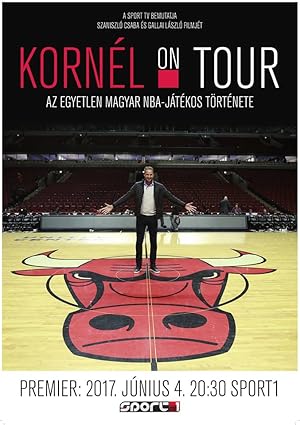 A SPORT TV BEMUTATJA
SZANISZLÓ CSABA ÉS GALLAI LÁSZLÓ FILMJÉT
KORNÉL ON TOUR
AZ EGYETLEN MAGYAR NBA-JÁTÉKOS TÖRTÉNETE
PREMIER: 2017. JÚNIUS 4. 20:30 SPORT1
sport1